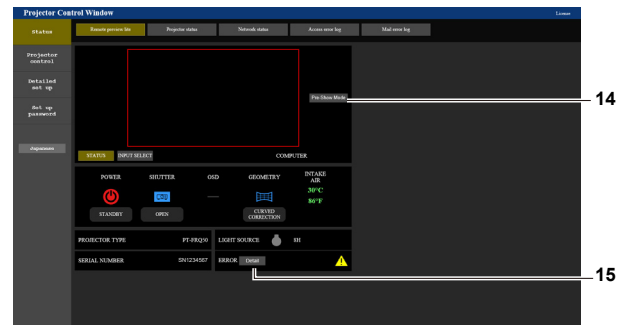 Projector Control Window
License
Status
Remote preview lite
Projector status
Network status
Access error log
Mail error log
Projector
control
Detailed
set up
Set up
password
Pre-Show Mode
14
STATUS
INPUT SELECT
COMPUTER
POWER
SHUTTER
OSD
GEOMETRY
INTAKE
AIR
30°C
86°F
STANDBY
OPEN
CURVED
CORRECTION
PROJECTOR TYPE
PT-FRQ50
LIGHT SOURCE
8H
SERIAL NUMBER
SN1234567
ERROR
Detail
15